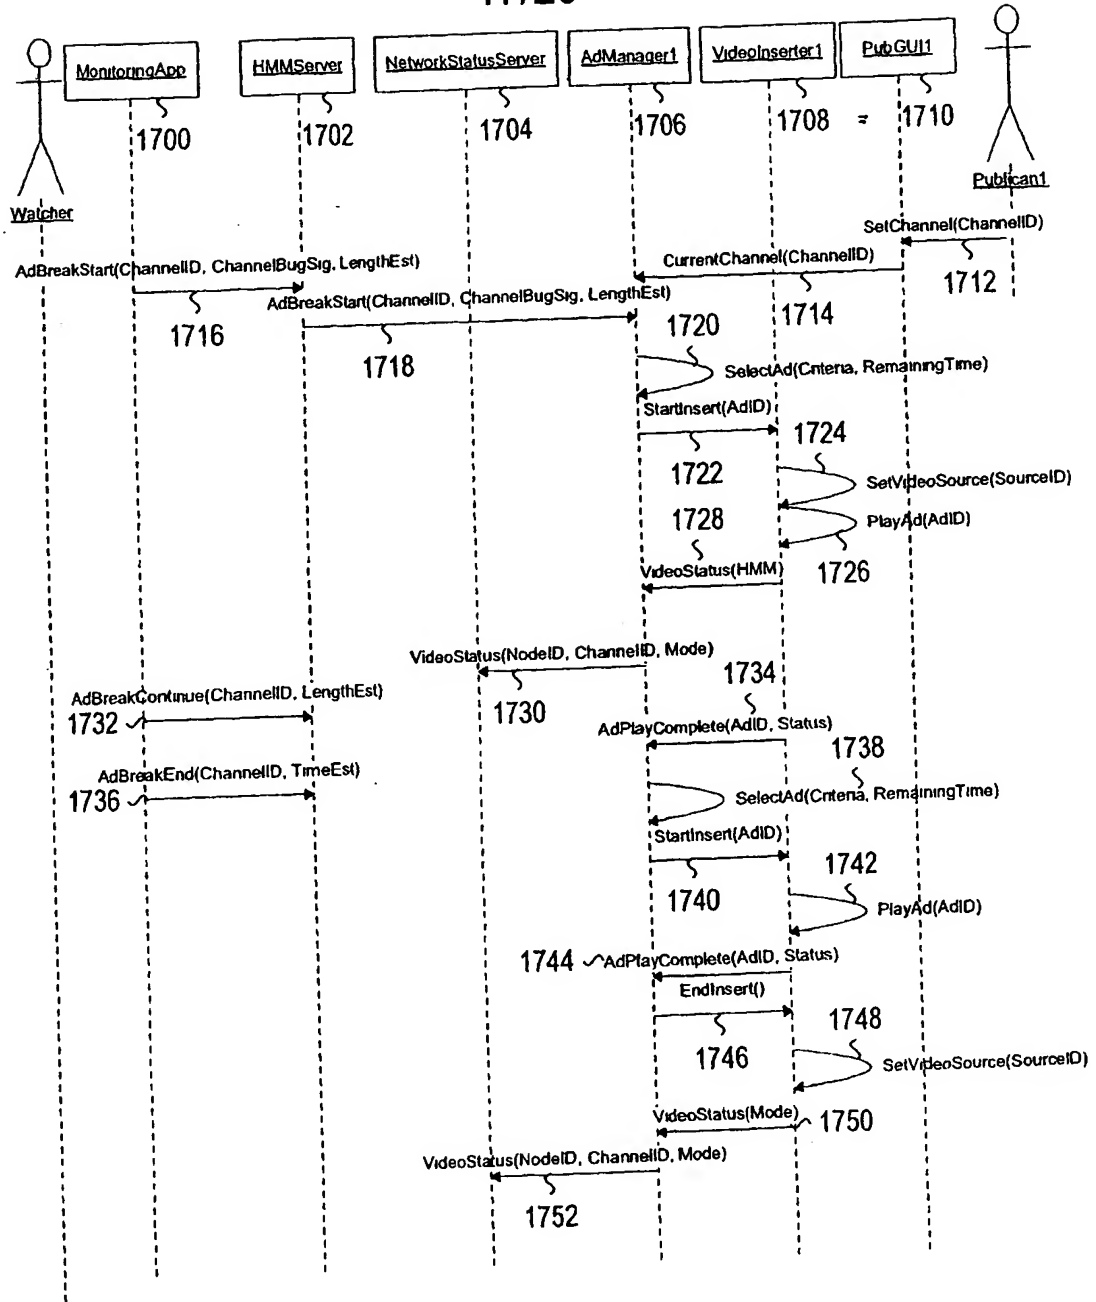 MonitoringApp
HMMServer
NetworkStatusServer
AdManager1
VideoInserter1
PubGUI1
1700
1702
1704
1706
1708
1710
Watcher
Publican1
SetChannel(ChannelID)
1712
CurrentChannel(ChannelID)
1714
AdBreakStart(ChannelID, ChannelBugSig, LengthEst)
1716
AdBreakStart(ChannelID, ChannelBugSig, LengthEst)
1718
1720
SelectAd(Criteria, RemainingTime)
StartInsert(AdID)
1722
1724
SetVideoSource(SourceID)
1728
PlayAd(AdID)
1726
VideoStatus(HMM)
VideoStatus(NodeID, ChannelID, Mode)
1730
1734
AdBreakContinue(ChannelID, LengthEst)
1732
AdPlayComplete(AdID, Status)
1738
AdBreakEnd(ChannelID, TimeEst)
1736
SelectAd(Criteria, RemainingTime)
StartInsert(AdID)
1740
1742
PlayAd(AdID)
1744
AdPlayComplete(AdID, Status)
EndInsert()
1746
1748
SetVideoSource(SourceID)
VideoStatus(Mode)
1750
VideoStatus(NodeID, ChannelID, Mode)
1752